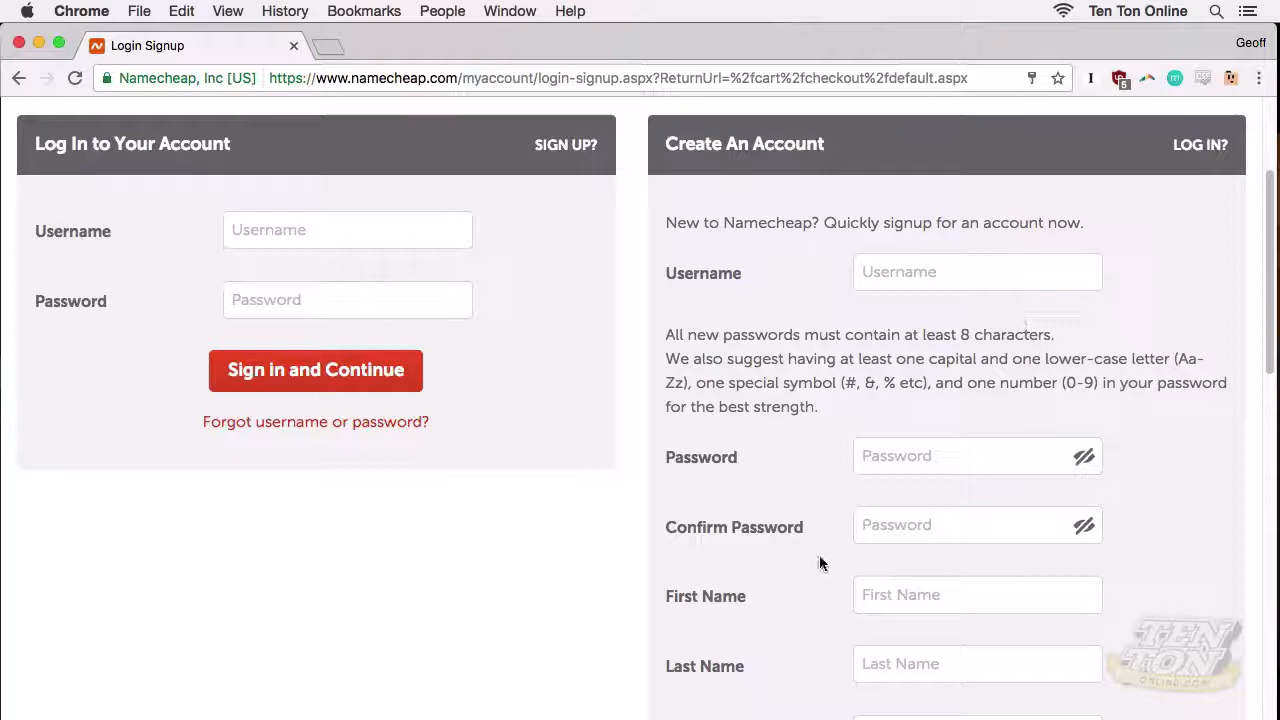 Chrome File Edit View History Bookmarks People Window Help Ten Ton Online
Login Signup
Geoff
Namecheap, Inc [US] https://www.namecheap.com/myaccount/login-signup.aspx?ReturnUrl=%2fcart%2fcheckout%2fdefault.aspx
5
Log In to Your Account SIGN UP?
Username Username
Password Password
Sign in and Continue
Forgot username or password?
Create An Account LOG IN?
New to Namecheap? Quickly signup for an account now.
Username Username
All new passwords must contain at least 8 characters.
We also suggest having at least one capital and one lower-case letter (Aa-
Zz), one special symbol (#, &, % etc), and one number (0-9) in your password
for the best strength.
Password Password
Confirm Password Password
First Name First Name
Last Name Last Name
TEN
TON
ONLINE.COM